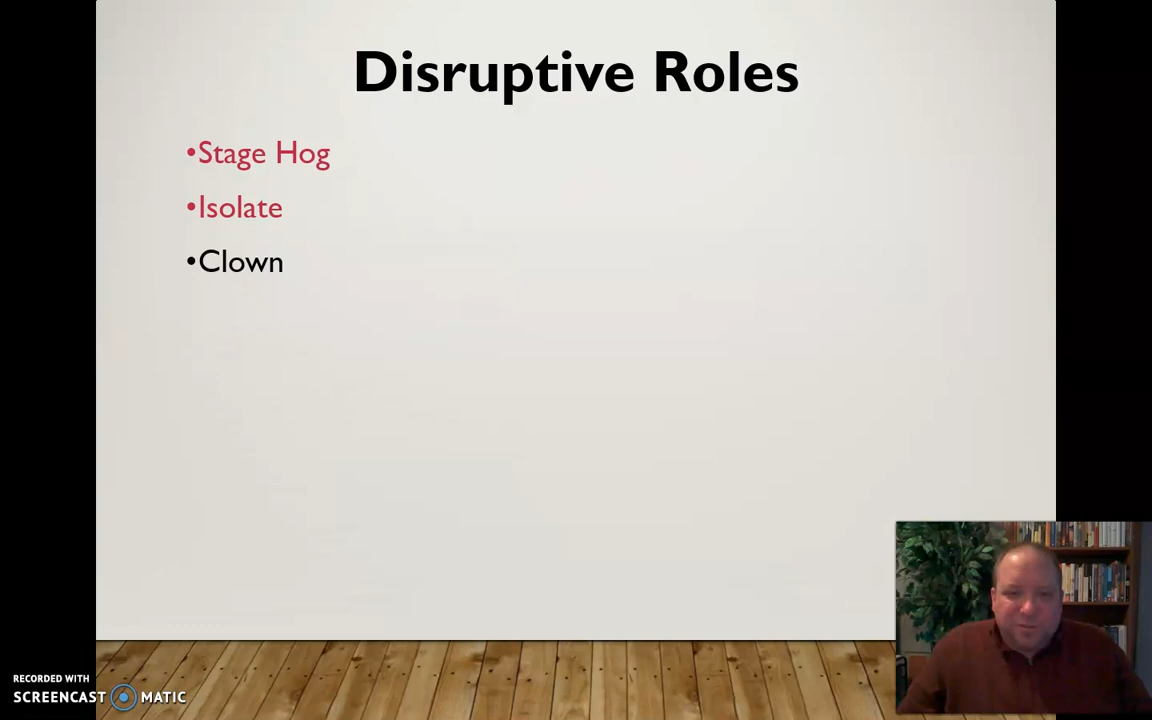 Disruptive Roles
•Stage Hog
•Isolate
•Clown
RECORDED WITH
SCREENCAST MATIC